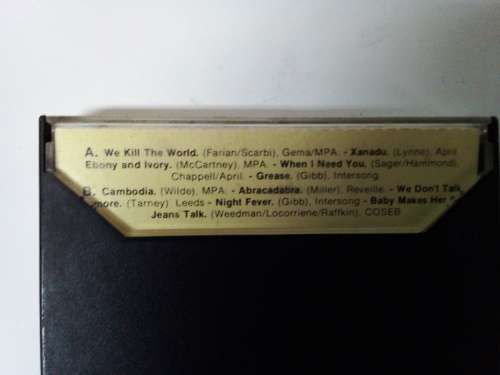 A. We Kill The World. (Farian/Scarbi), Gema/MPA. - Xanadu. (Lynne), April.
Ebony and Ivory. (McCartney), MPA. - When I Need You. (Sager/Hammond),
Chappell/April. - Grease. (Gibb), Intersong
B. Cambodia. (Wilde), MPA. - Abracadabra. (Miller), Reveille. - We Don't Talk
more. (Tarney). Leeds - Night Fever. (Gibb), Intersong - Baby Makes Her
Jeans Talk. (Weedman/Locorriene/Raffkin), COSEB